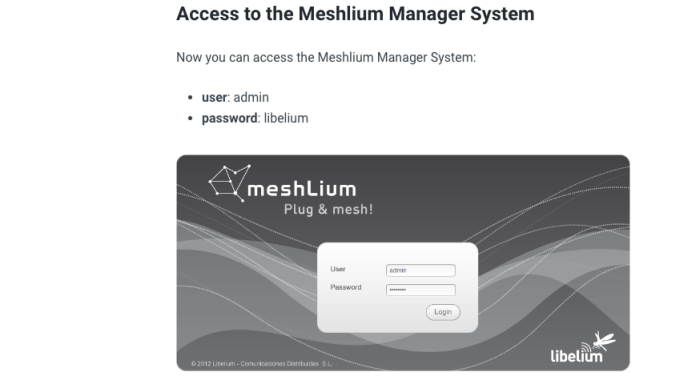 Access to the Meshlium Manager System
Now you can access the Meshlium Manager System:
• user: admin
• password: libelium
meshLium
Plug & mesh!
User admin
Password ********
Login
libelium
© 2012 Libelium - Comunicaciones Distribuidas S.L.